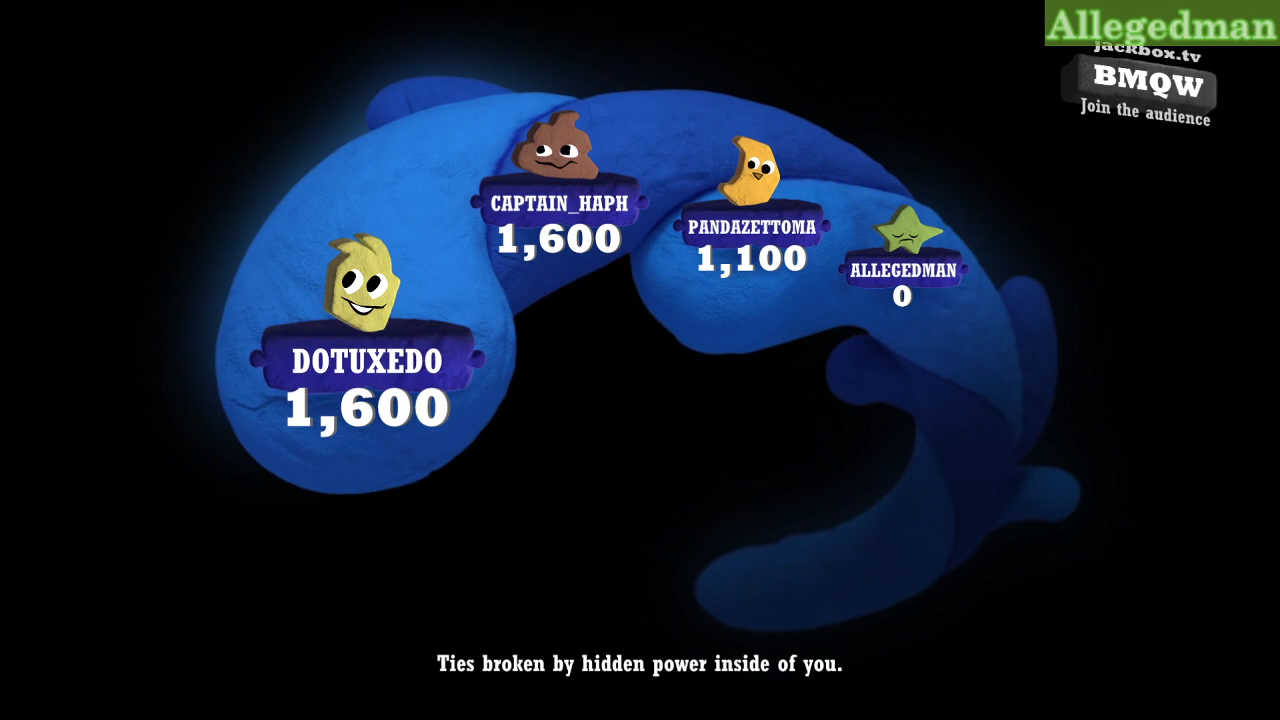 Allegedman
jackbox.tv
BMQW
Join the audience
CAPTAIN_HAPH
1,600
PANDAZETTOMA
1,100
ALLEGEDMAN
0
DOTUXEDO
1,600
Ties broken by hidden power inside of you.